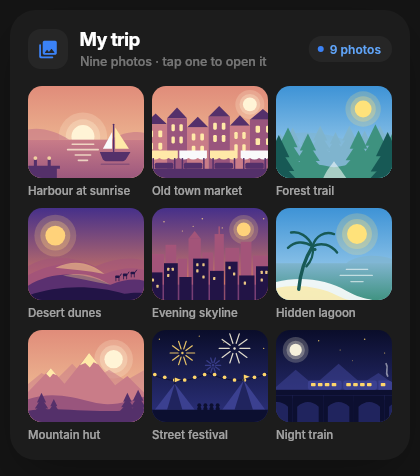 My trip
Nine photos · tap one to open it
9 photos
Harbour at sunrise
Old town market
Forest trail
Desert dunes
Evening skyline
Hidden lagoon
Mountain hut
Street festival
Night train